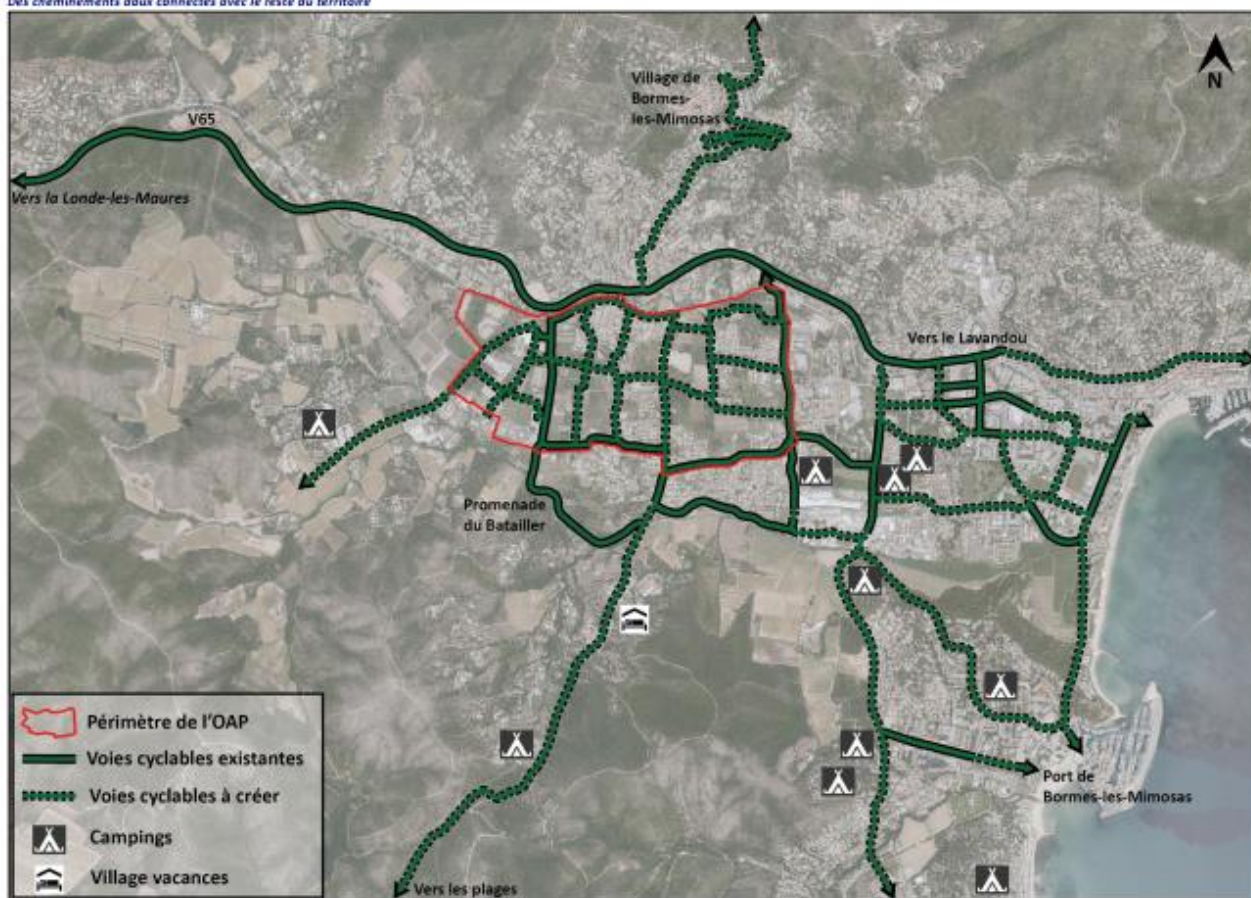 Des cheminements doux connectés avec le reste du territoire
Village de
Bormes-
les-Mimosas
N
V65
Vers la Londe-les-Maures
Vers le Lavandou
Promenade
du Batailler
Port de
Bormes-les-Mimosas
Vers les plages
Périmètre de l'OAP
Voies cyclables existantes
Voies cyclables à créer
Campings
Village vacances